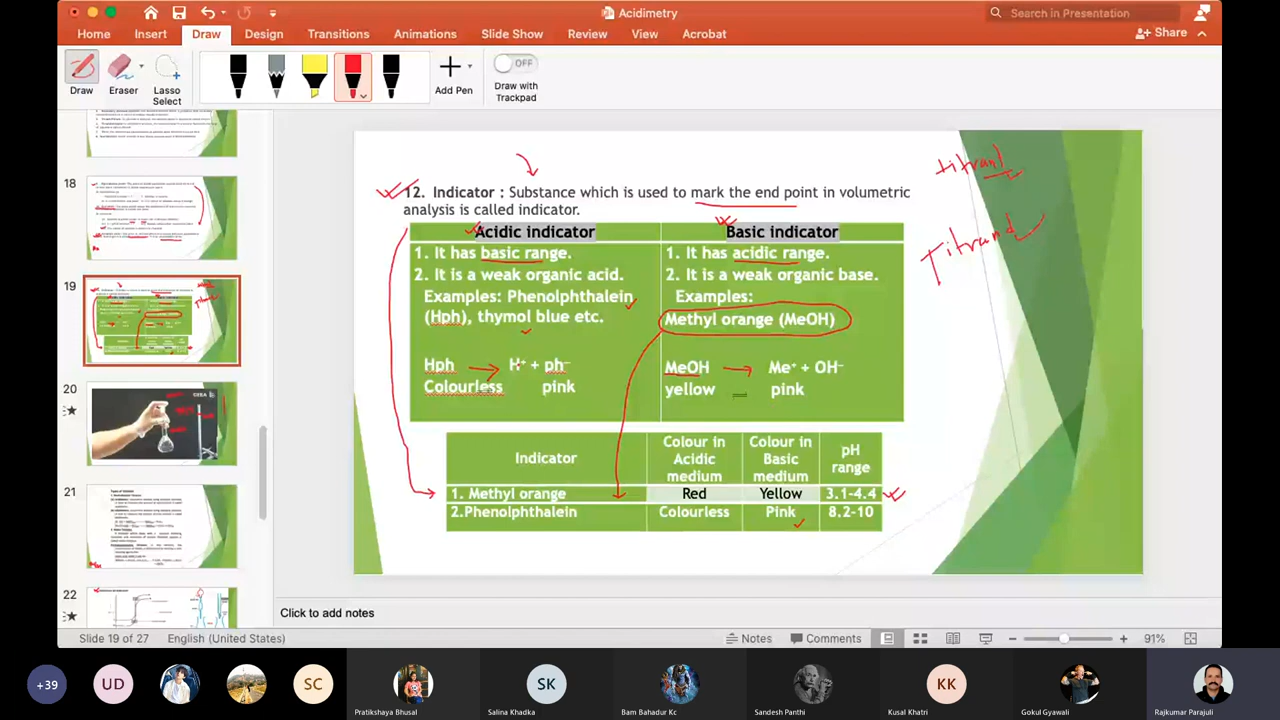 Acidimetry
Search in Presentation
Home Insert Draw Design Transitions Animations Slide Show Review View Acrobat
Share
Draw Eraser Lasso Select Add Pen OFF Draw with Trackpad
18
19
20
21
22
titrant
Titrand
12. Indicator : Substance which is used to mark the end point in volumetric
analysis is called indicator.
Acidic indicator Basic indicator
1. It has basic range. 1. It has acidic range.
2. It is a weak organic acid. 2. It is a weak organic base.
Examples: Phenolphthalein Examples:
(Hph), thymol blue etc. Methyl orange (MeOH)
Hph → H⁺ + ph⁻ MeOH → Me⁺ + OH⁻
Colourless pink yellow pink
Indicator Colour in Acidic medium Colour in Basic medium pH range
1. Methyl orange Red Yellow 3.1-4.4
2.Phenolphthalein Colourless Pink 8.2-10
Click to add notes
Slide 19 of 27 English (United States) Notes Comments 91%
+39 UD SC SK KK
Pratikshaya Bhusal Salina Khadka Bam Bahadur Kc Sandesh Panthi Kusal Khatri Gokul Gyawali Rajkumar Parajuli